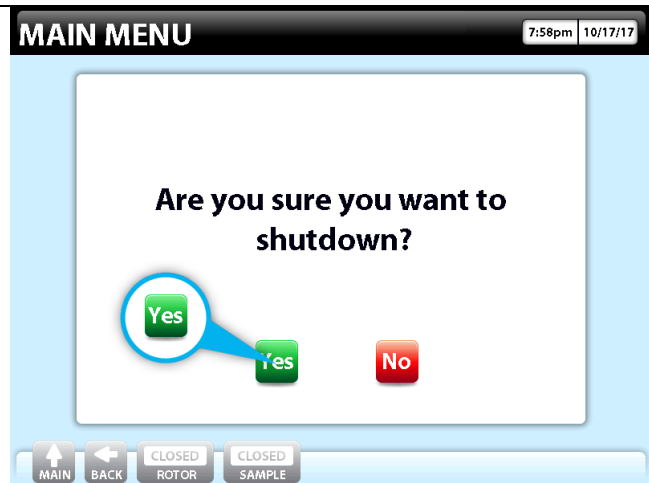 MAIN MENU
7:58pm 10/17/17
Are you sure you want to
shutdown?
Yes
Yes
No
MAIN
BACK
CLOSED
ROTOR
CLOSED
SAMPLE